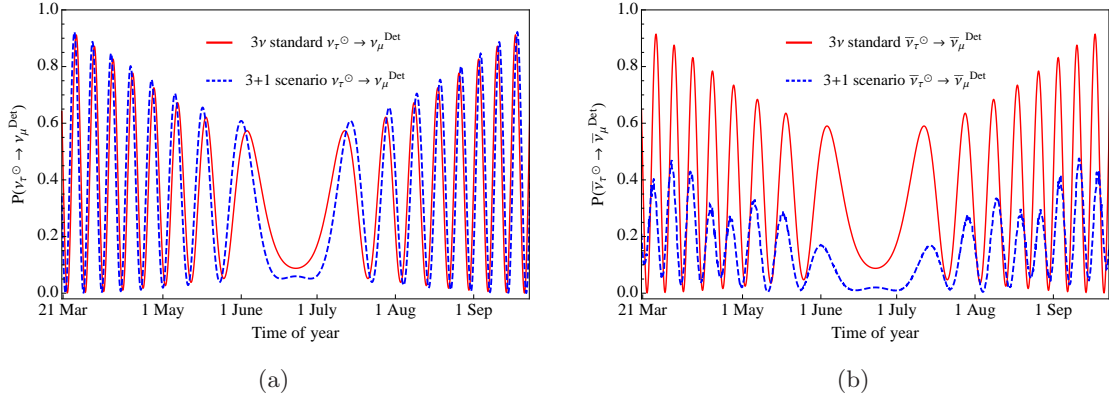 1.0
0.8
0.6
0.4
0.2
0.0
P(ν_τ^⊙ → ν_μ^Det)
3ν standard ν_τ^⊙ → ν_μ^Det
3+1 scenario ν_τ^⊙ → ν_μ^Det
21 Mar 1 May 1 June 1 July 1 Aug 1 Sep
Time of year
(a)
1.0
0.8
0.6
0.4
0.2
0.0
P(ν̅_τ^⊙ → ν̅_μ^Det)
3ν standard ν̅_τ^⊙ → ν̅_μ^Det
3+1 scenario ν̅_τ^⊙ → ν̅_μ^Det
21 Mar 1 May 1 June 1 July 1 Aug 1 Sep
Time of year
(b)